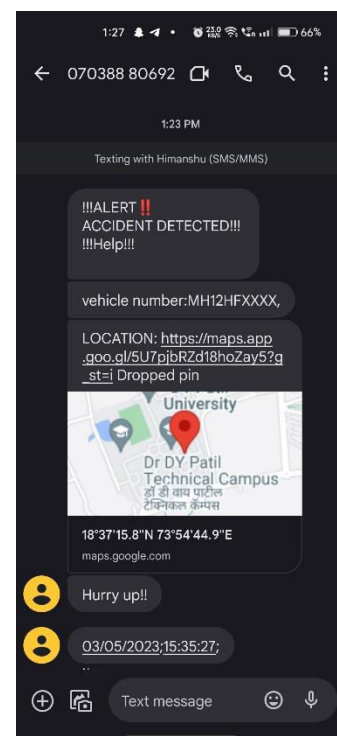 1:27 23.0 KB/S 66%
070388 80692
1:23 PM
Texting with Himanshu (SMS/MMS)
!!!ALERT‼️
ACCIDENT DETECTED!!!
!!!Help!!!
vehicle number:MH12HFXXXX,
LOCATION: https://maps.app
.goo.gl/5U7pjbRZd18hoZay5?g
_st=i Dropped pin
University
Dr DY Patil
Technical Campus
डॉ डी वाय पाटील
टेक्निकल कॅम्पस
18°37'15.8"N 73°54'44.9"E
maps.google.com
Hurry up!!
03/05/2023;15:35:27;
Text message